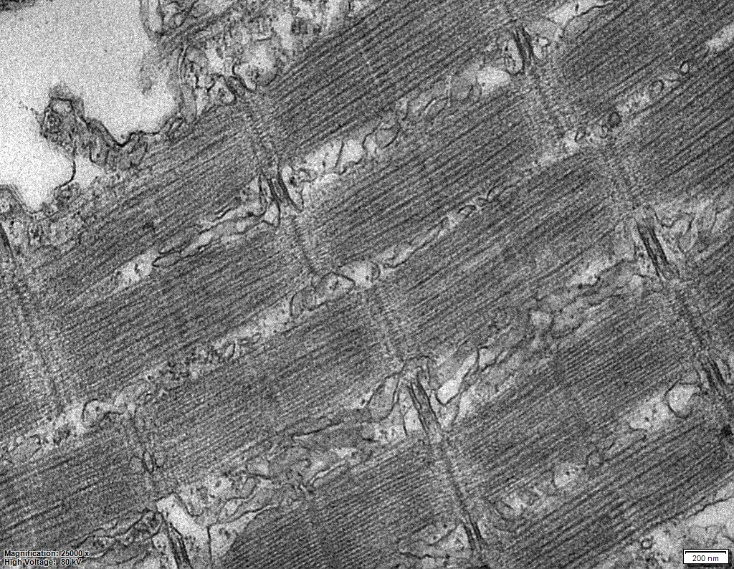 Magnification: 25000 x
High Voltage: 80 kV
200 nm